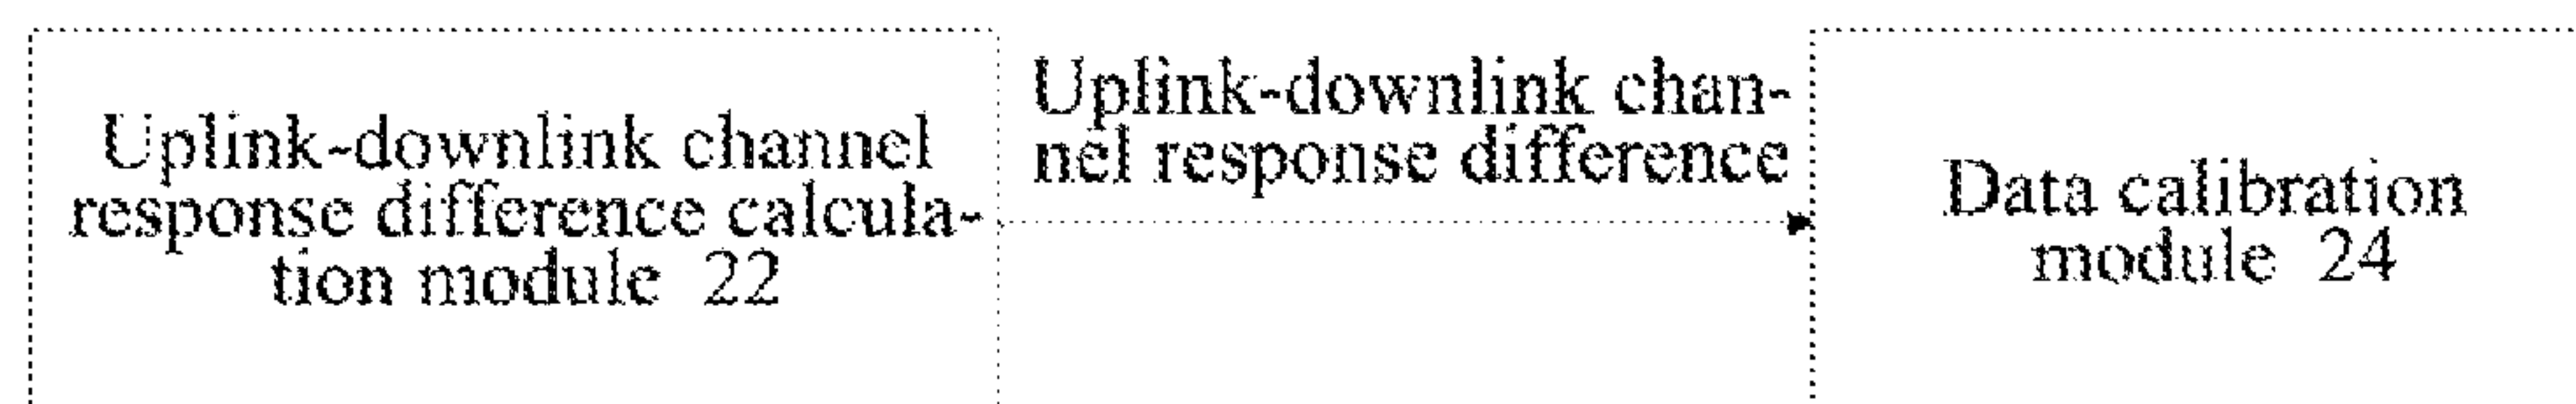 Uplink-downlink channel
response difference calcula-
tion module 22
Uplink-downlink chan-
nel response difference
Data calibration
module 24